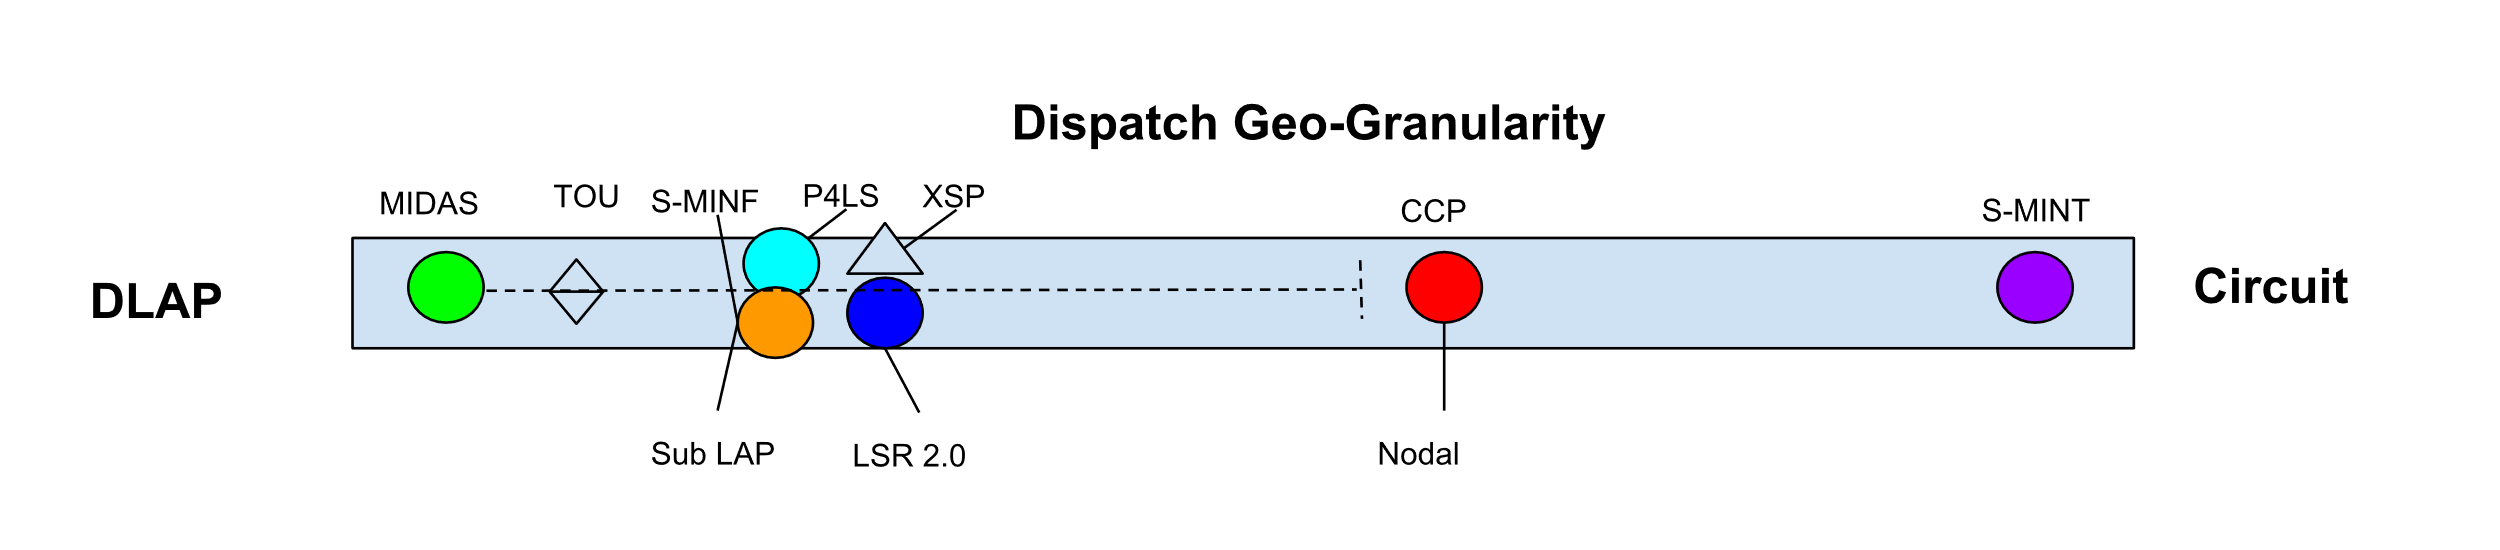 Dispatch Geo-Granularity
MIDAS
TOU
S-MINF
P4LS
XSP
CCP
S-MINT
DLAP
Circuit
Sub LAP
LSR 2.0
Nodal